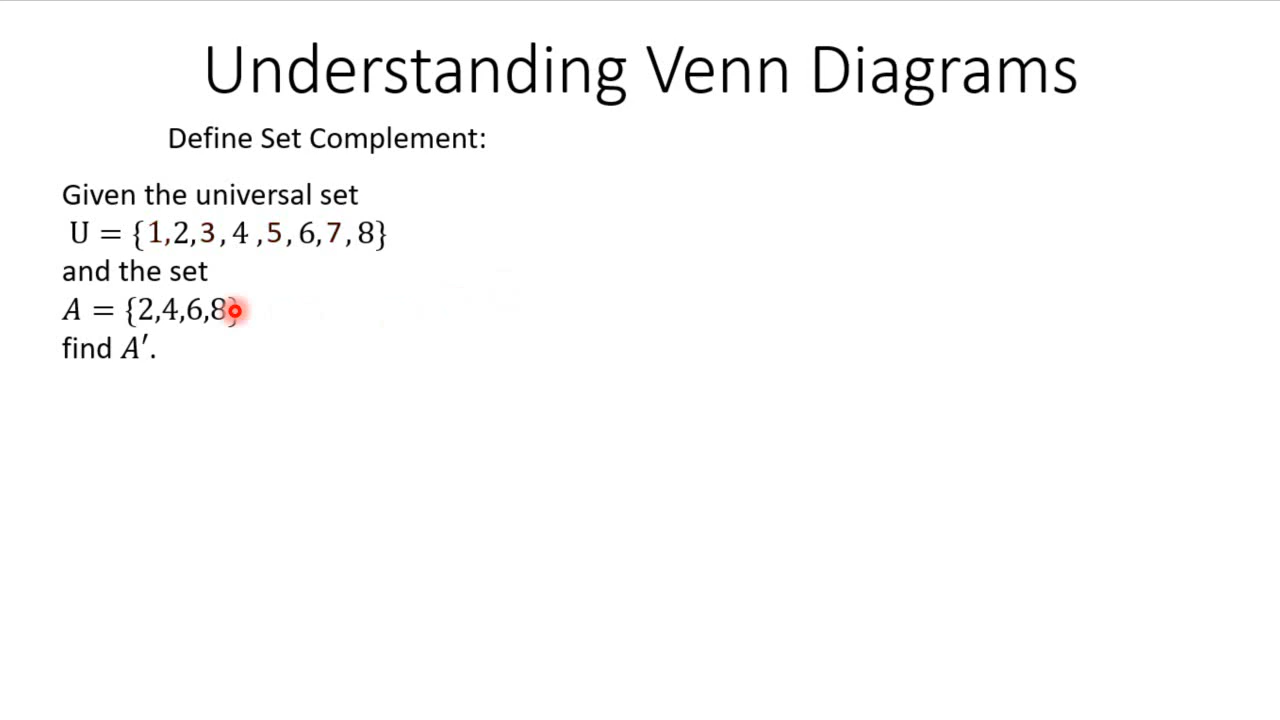 Understanding Venn Diagrams
Define Set Complement:
Given the universal set
U = {1,2,3, 4 ,5, 6,7, 8}
and the set
A = {2,4,6,8}
find A′.